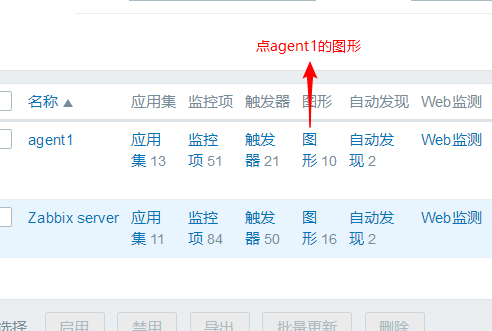 点agent1的图形
名称 ▲ 应用集 监控项 触发器 图形 自动发现 Web监测
agent1 应用集 13 监控项 51 触发器 21 图形 10 自动发现 2 Web监测
Zabbix server 应用集 11 监控项 84 触发器 50 图形 16 自动发现 2 Web监测
选择 启用 禁用 导出 批量更新 删除